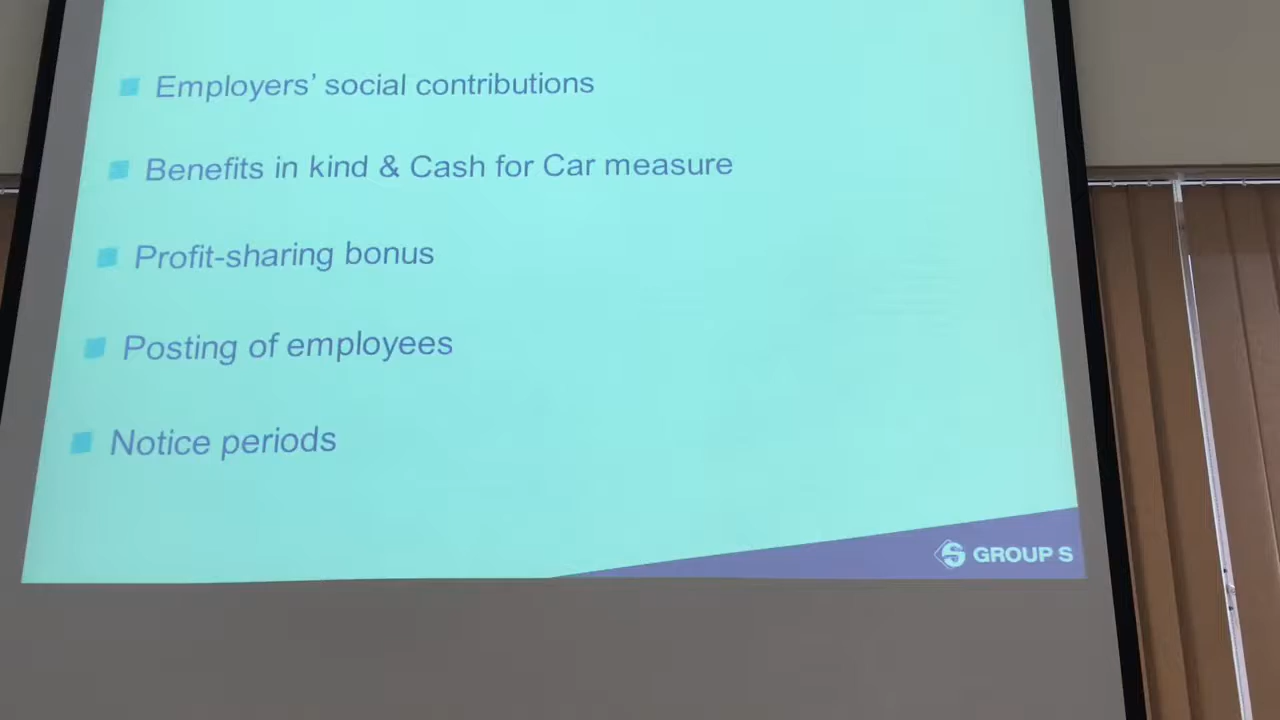 Employers’ social contributions
Benefits in kind & Cash for Car measure
Profit-sharing bonus
Posting of employees
Notice periods
GROUP S